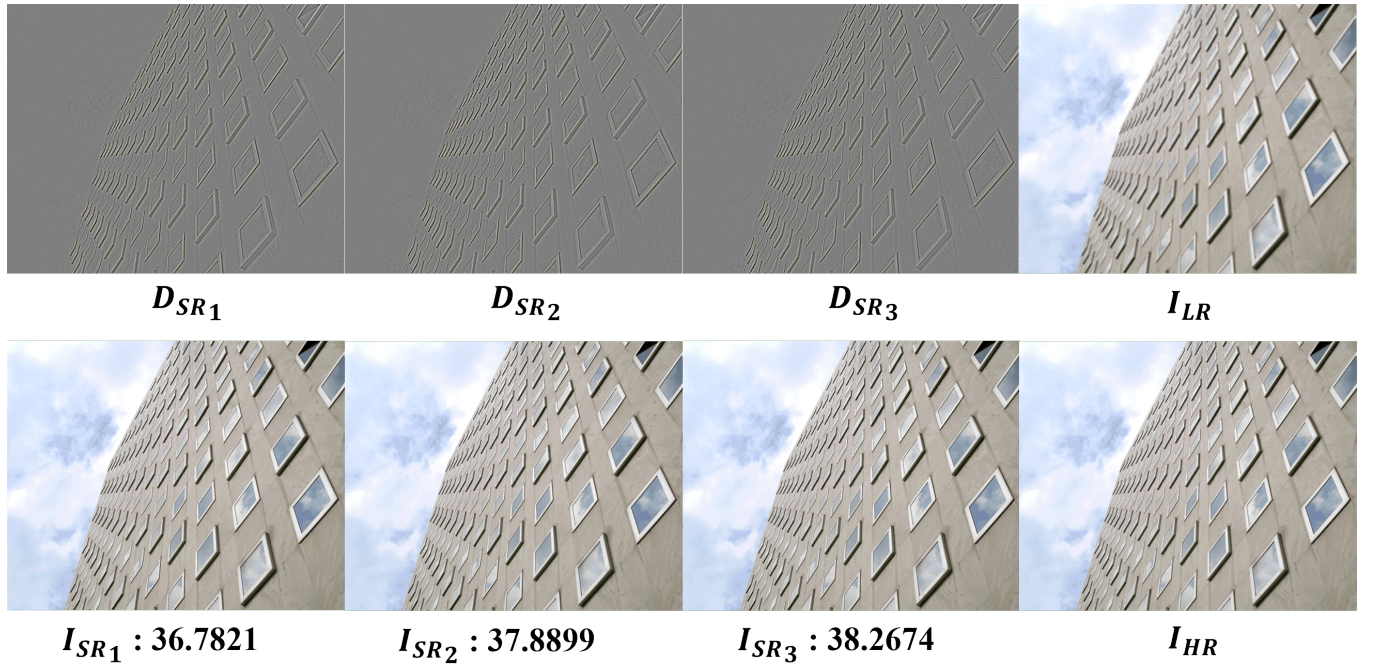 D_SR1 D_SR2 D_SR3 I_LR
I_SR1 : 36.7821 I_SR2 : 37.8899 I_SR3 : 38.2674 I_HR